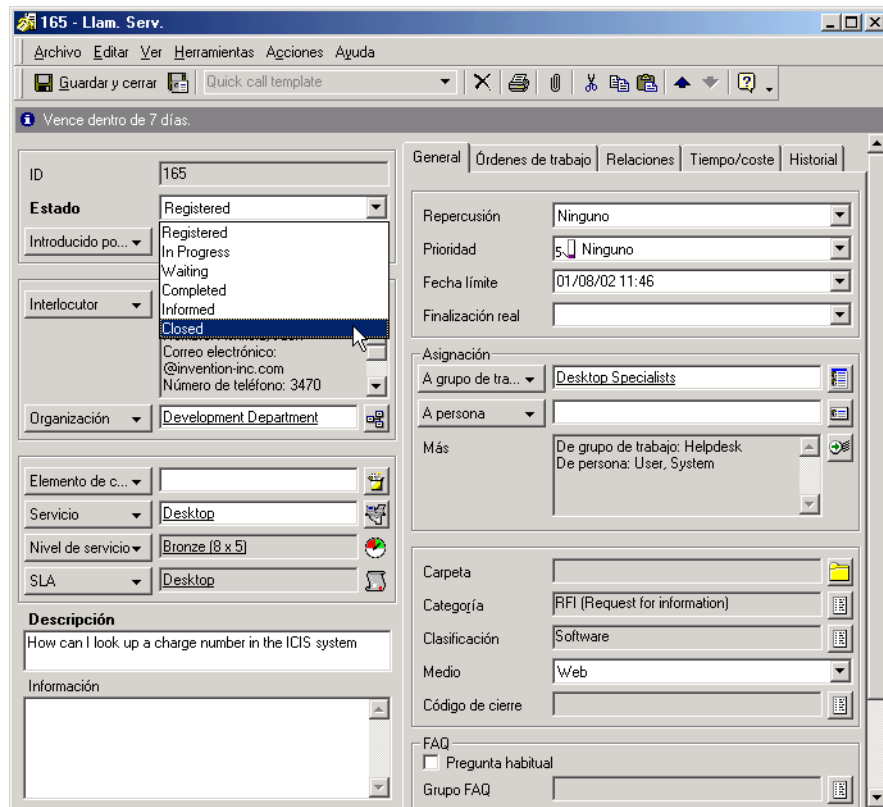 165 - Llam. Serv.
Archivo Editar Ver Herramientas Acciones Ayuda
Guardar y cerrar Quick call template
Vence dentro de 7 días.
ID 165
Estado Registered
Registered
In Progress
Waiting
Completed
Informed
Closed
Introducido po...
Interlocutor
Correo electrónico:
@invention-inc.com
Número de teléfono: 3470
Organización Development Department
Elemento de c...
Servicio Desktop
Nivel de servicio Bronze (8 x 5)
SLA Desktop
Descripción
How can I look up a charge number in the ICIS system
Información
General Órdenes de trabajo Relaciones Tiempo/coste Historial
Repercusión Ninguno
Prioridad 5 Ninguno
Fecha límite 01/08/02 11:46
Finalización real
Asignación
A grupo de tra... Desktop Specialists
A persona
Más De grupo de trabajo: Helpdesk
De persona: User, System
Carpeta
Categoría RFI (Request for information)
Clasificación Software
Medio Web
Código de cierre
FAQ
Pregunta habitual
Grupo FAQ